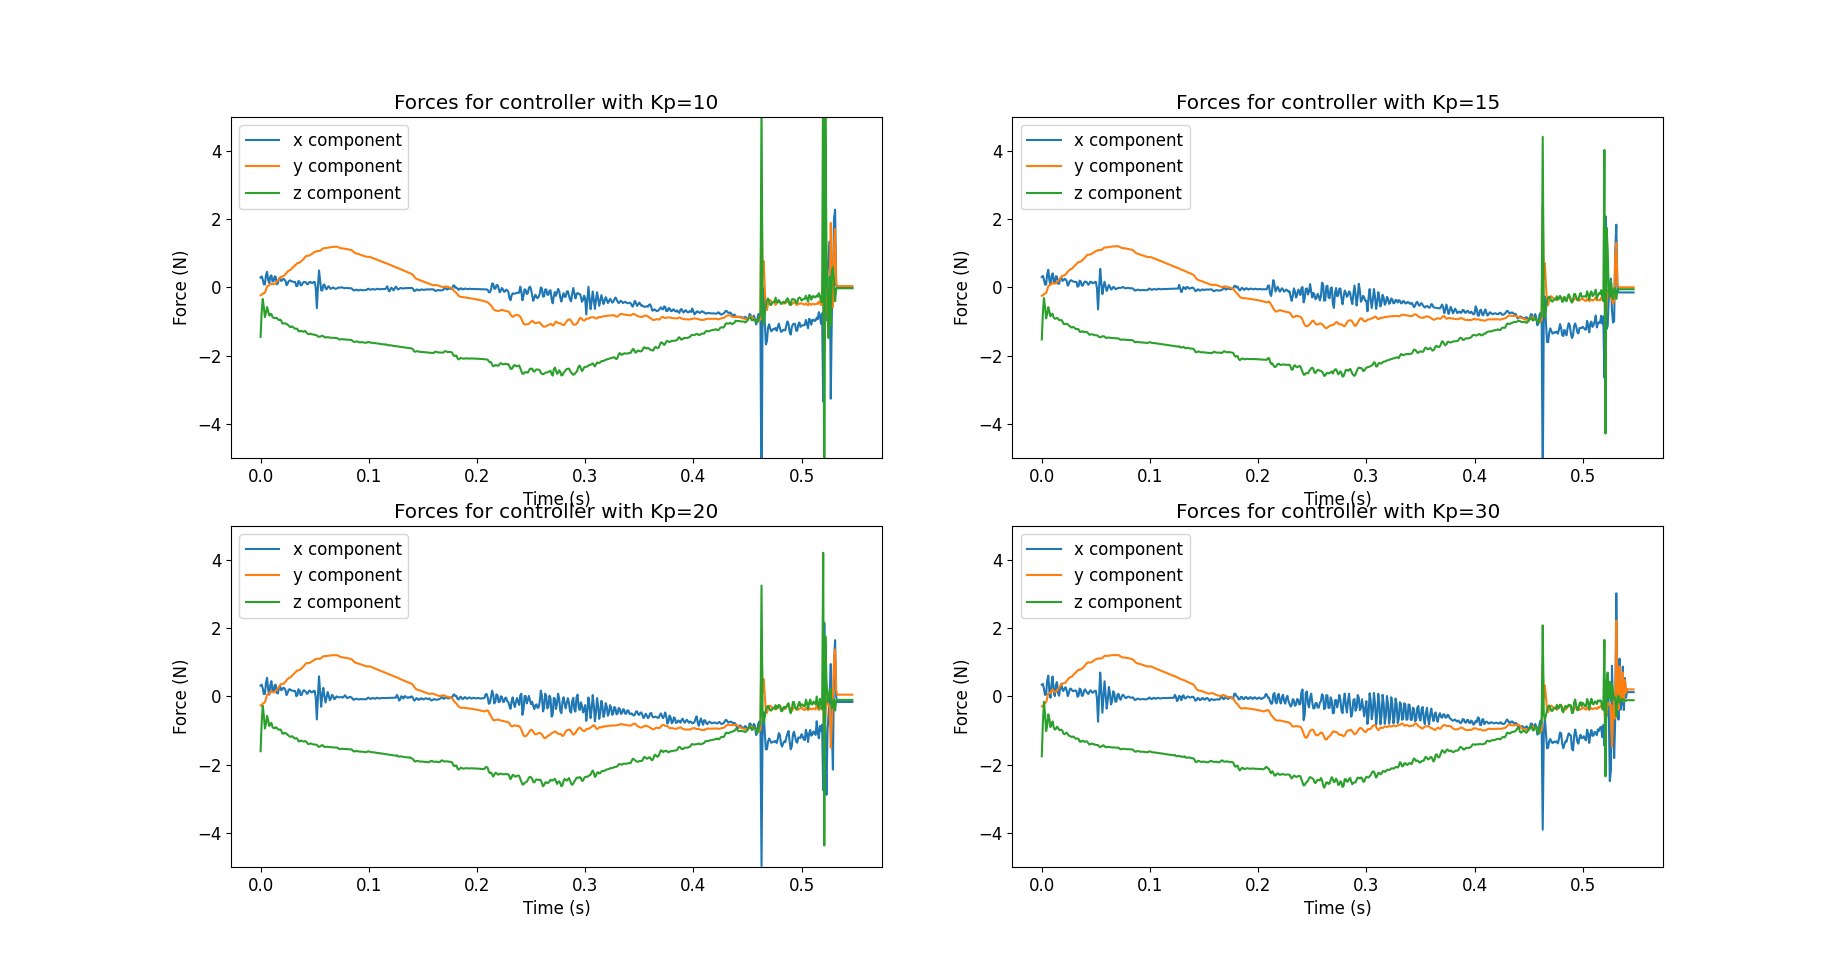 Forces for controller with Kp=10
x component
y component
z component
Force (N)
4
2
0
−2
−4
0.0 0.1 0.2 0.3 0.4 0.5
Time (s)
Forces for controller with Kp=15
x component
y component
z component
Force (N)
4
2
0
−2
−4
0.0 0.1 0.2 0.3 0.4 0.5
Time (s)
Forces for controller with Kp=20
x component
y component
z component
Force (N)
4
2
0
−2
−4
0.0 0.1 0.2 0.3 0.4 0.5
Time (s)
Forces for controller with Kp=30
x component
y component
z component
Force (N)
4
2
0
−2
−4
0.0 0.1 0.2 0.3 0.4 0.5
Time (s)